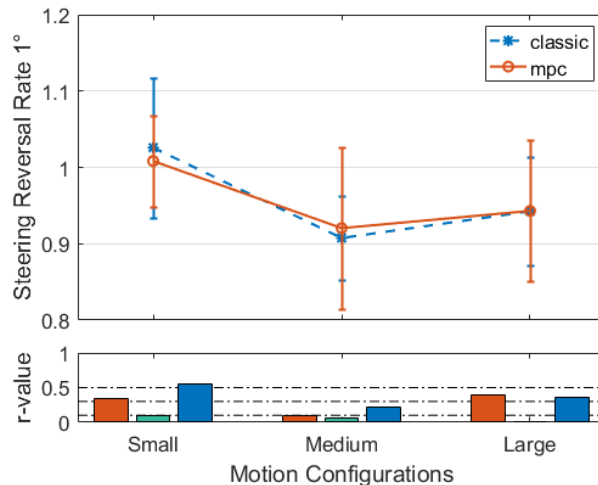 1.2
1.1
1
0.9
0.8
Steering Reversal Rate 1°
classic
mpc
1
0.5
0
r-value
Small Medium Large
Motion Configurations